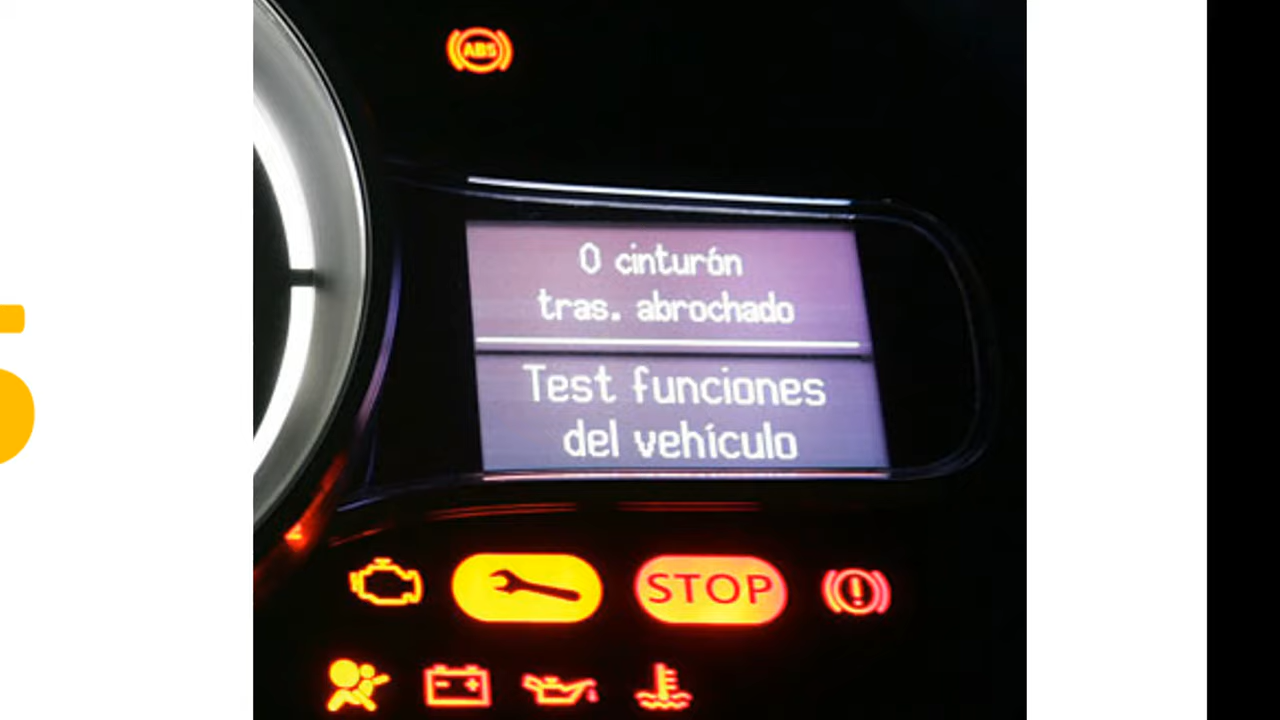 ABS
0 cinturón
tras. abrochado
Test funciones
del vehículo
STOP